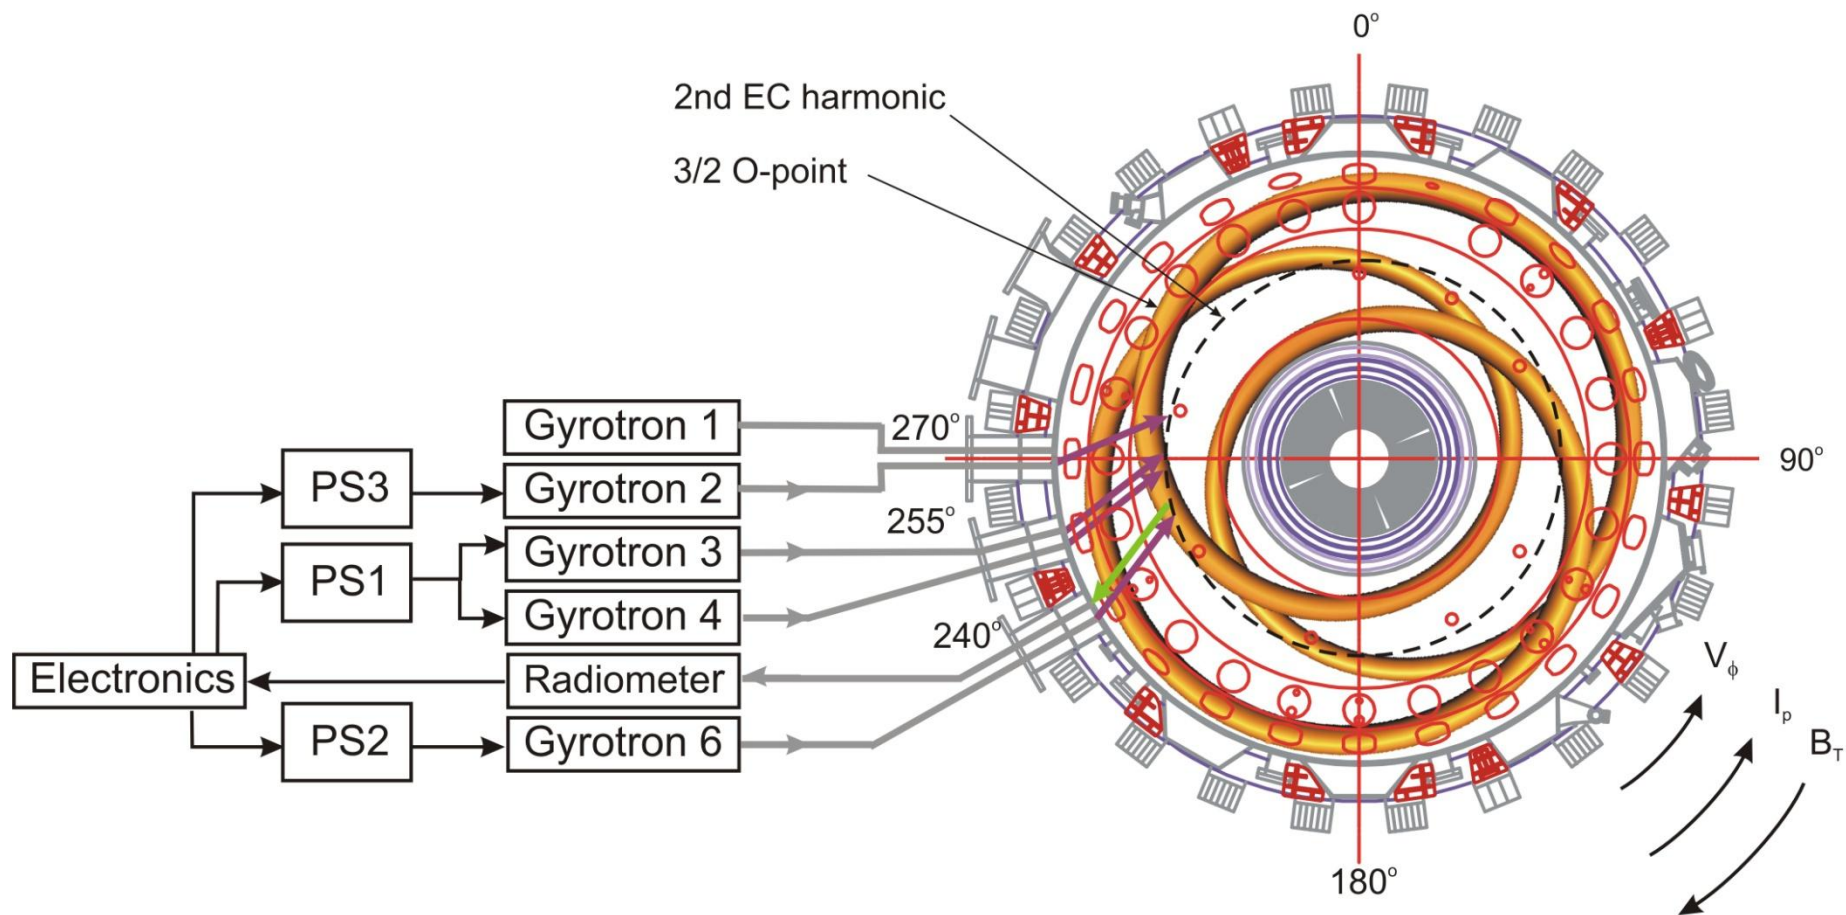 0°
2nd EC harmonic
3/2 O-point
Gyrotron 1
270°
PS3
Gyrotron 2
90°
255°
PS1
Gyrotron 3
Gyrotron 4
240°
Electronics
Radiometer
PS2
Gyrotron 6
Vϕ
Ip
BT
180°